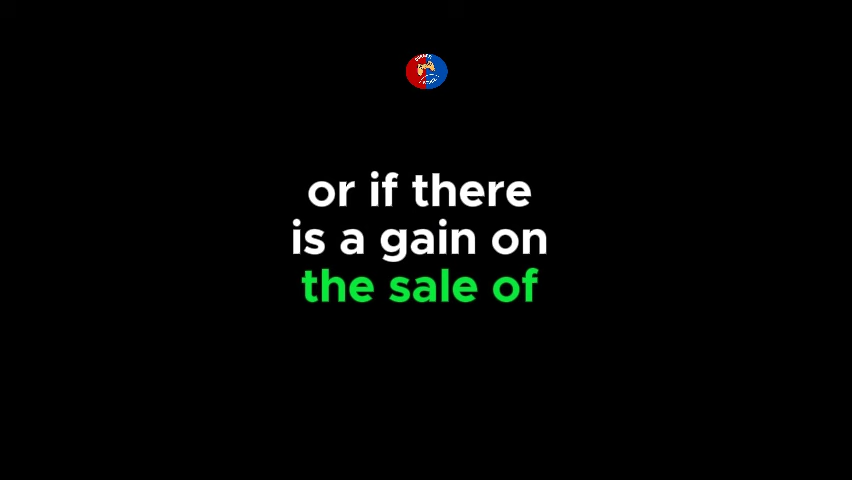 or if there
is a gain on
the sale of